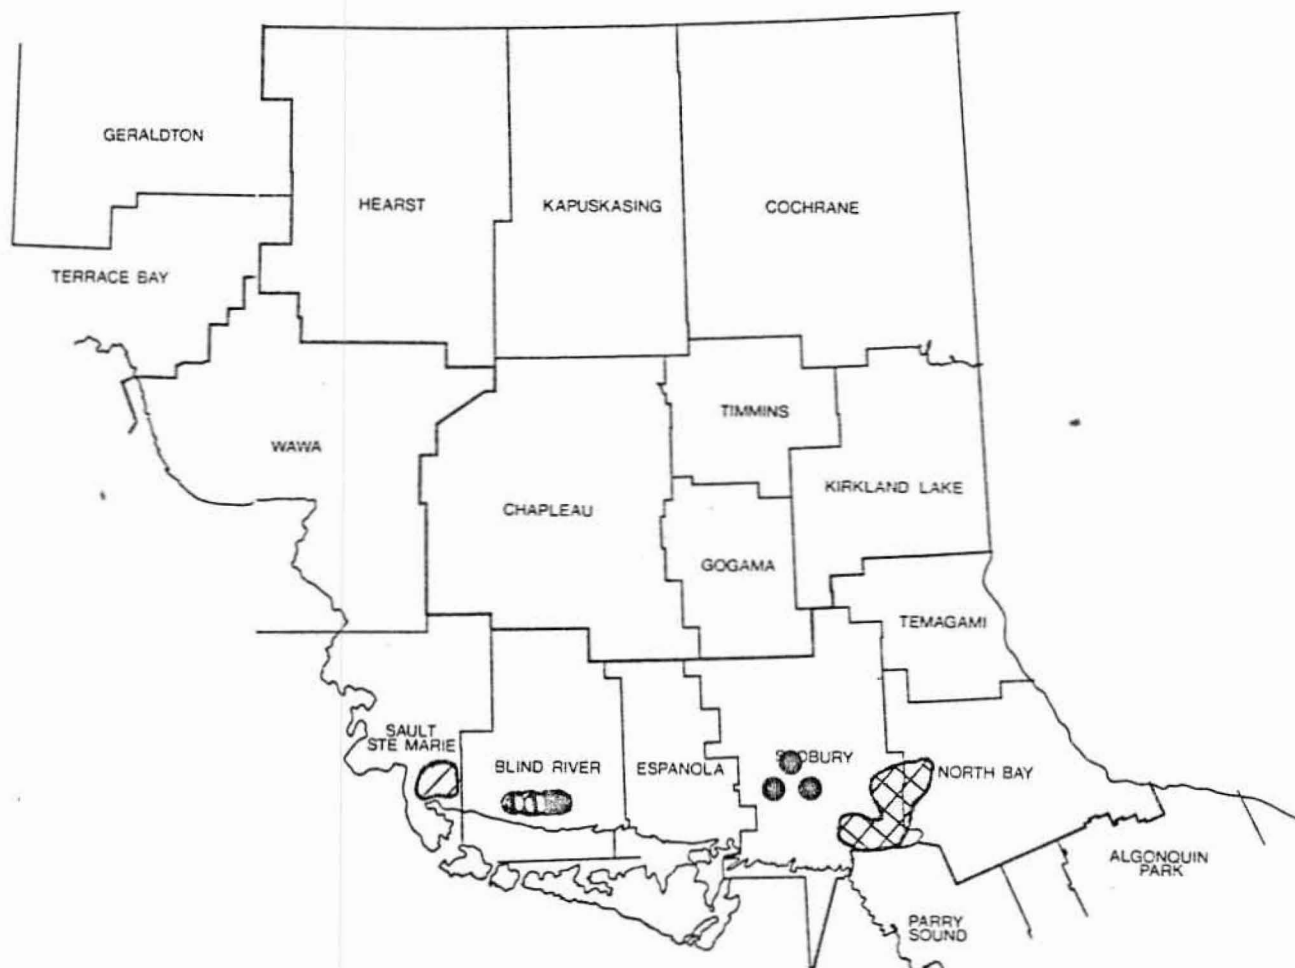 GERALDTON
HEARST
KAPUSKASING
COCHRANE
TERRACE BAY
TIMMINS
WAWA
KIRKLAND LAKE
CHAPLEAU
GOGAMA
TEMAGAMI
SAULT
STE MARIE
BLIND RIVER
ESPANOLA
SUDBURY
NORTH BAY
ALGONQUIN
PARK
PARRY
SOUND